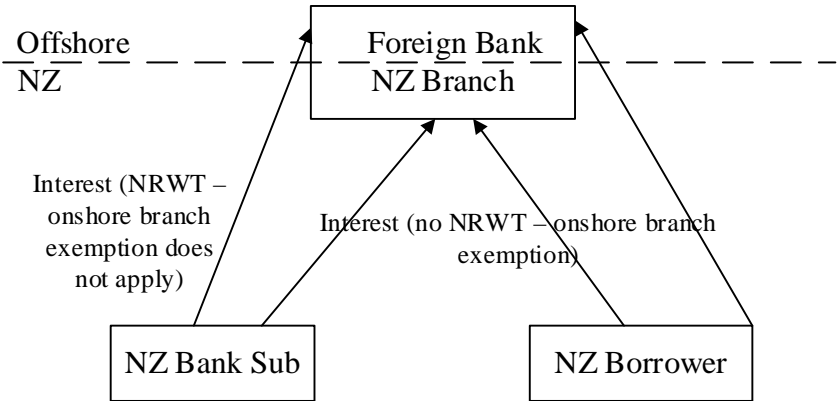 Offshore
Foreign Bank
NZ
NZ Branch
Interest (NRWT –
onshore branch
exemption does
not apply)
Interest (no NRWT – onshore branch
exemption)
NZ Bank Sub
NZ Borrower